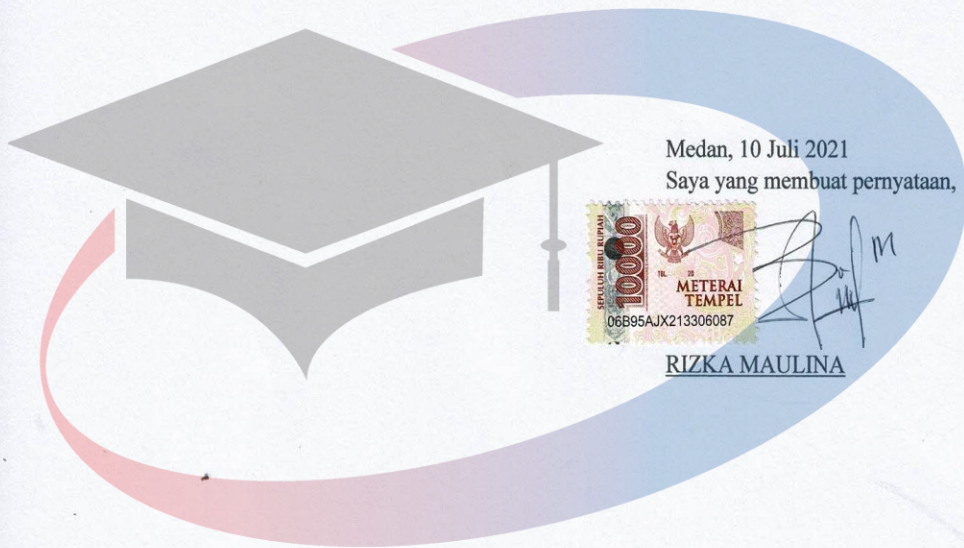 Medan, 10 Juli 2021
Saya yang membuat pernyataan,
SEPULUH RIBU RUPIAH
10000
TGL. 20
METERAI
TEMPEL
06B95AJX213306087
RIZKA MAULINA